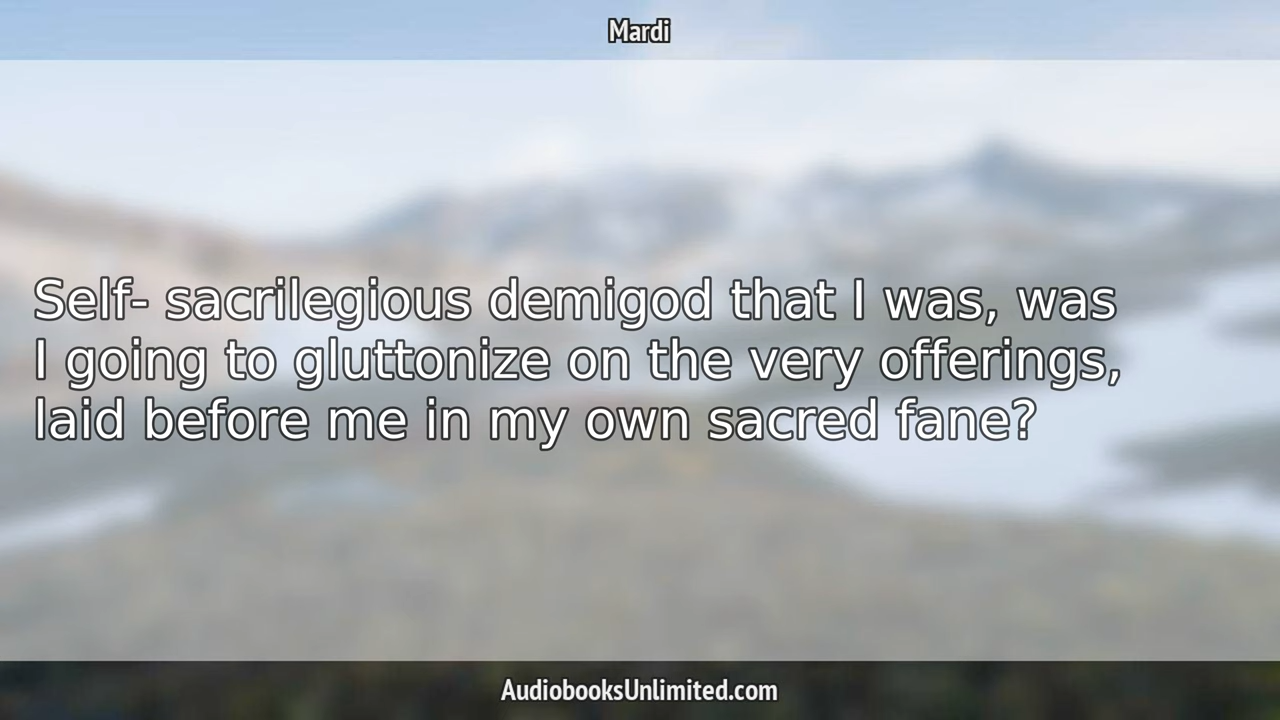 Mardi
Self- sacrilegious demigod that I was, was
I going to gluttonize on the very offerings,
laid before me in my own sacred fane?
AudiobooksUnlimited.com